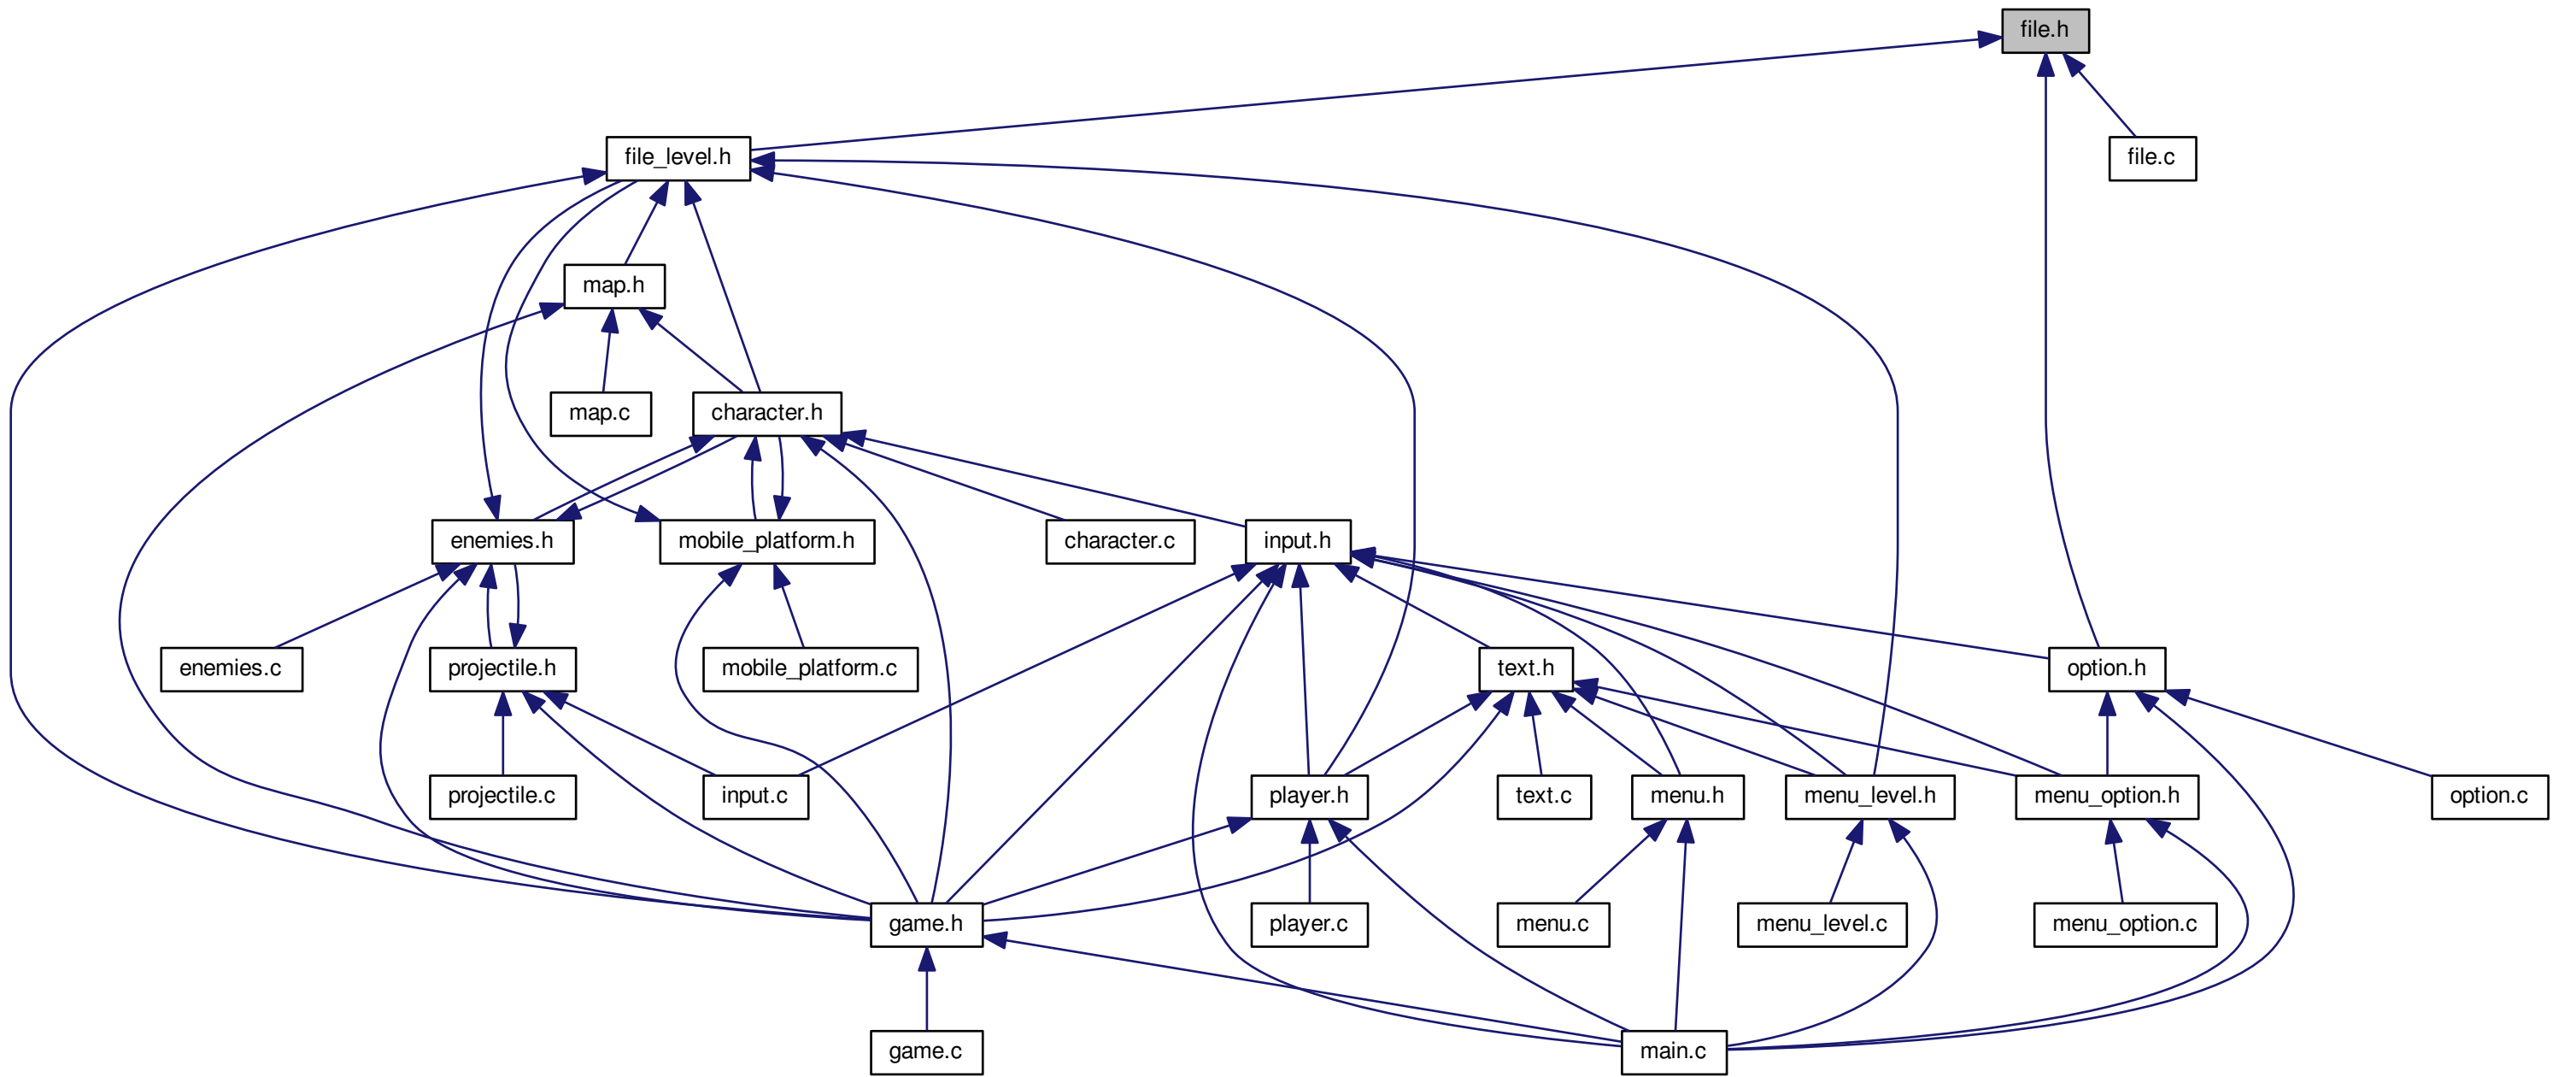 file.h
file_level.h
file.c
map.h
map.c
character.h
enemies.h
mobile_platform.h
character.c
input.h
enemies.c
projectile.h
mobile_platform.c
text.h
option.h
projectile.c
input.c
player.h
text.c
menu.h
menu_level.h
menu_option.h
option.c
game.h
player.c
menu.c
menu_level.c
menu_option.c
game.c
main.c